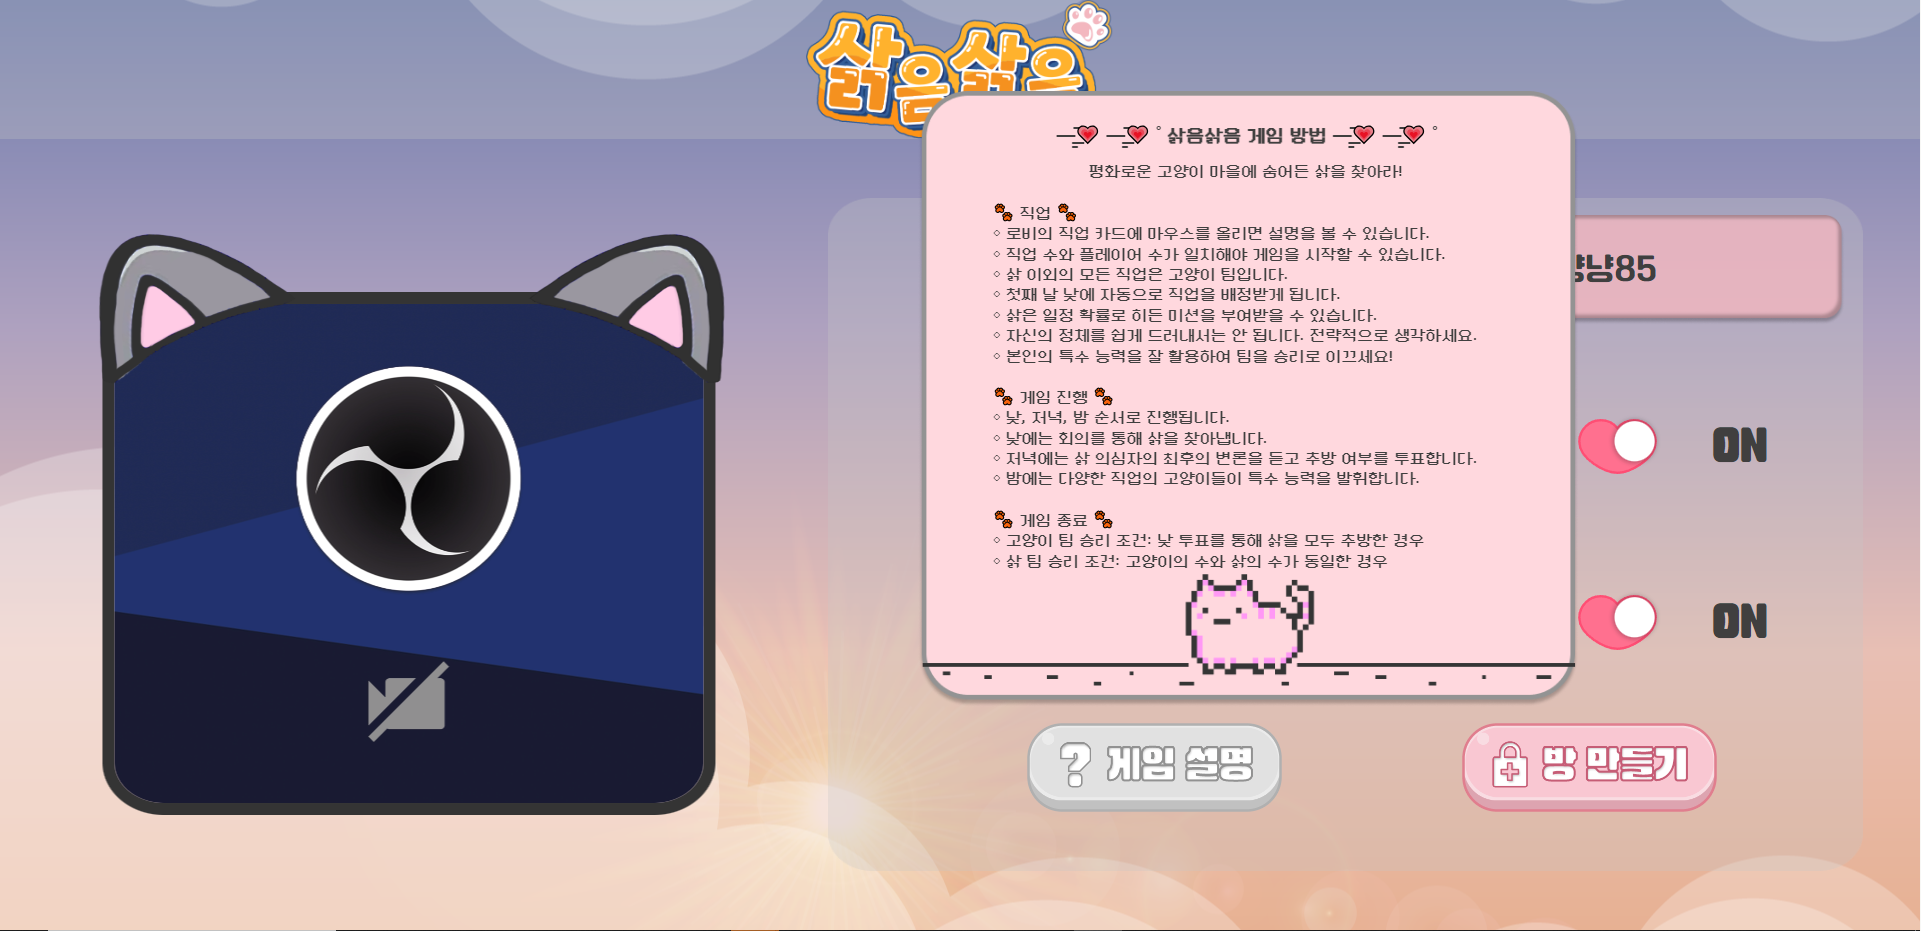 삵음삵음
삵음삵음 게임 방법
평화로운 고양이 마을에 숨어든 삵을 찾아라!
직업
◦ 로비의 직업 카드에 마우스를 올리면 설명을 볼 수 있습니다.
◦ 직업 수와 플레이어 수가 일치해야 게임을 시작할 수 있습니다.
◦ 삵 이외의 모든 직업은 고양이 팀입니다.
◦ 첫째 날 낮에 자동으로 직업을 배정받게 됩니다.
◦ 삵은 일정 확률로 히든 미션을 부여받을 수 있습니다.
◦ 자신의 정체를 쉽게 드러내서는 안 됩니다. 전략적으로 생각하세요.
◦ 본인의 특수 능력을 잘 활용하여 팀을 승리로 이끄세요!
게임 진행
◦ 낮, 저녁, 밤 순서로 진행됩니다.
◦ 낮에는 회의를 통해 삵을 찾아냅니다.
◦ 저녁에는 삵 의심자의 최후의 변론을 듣고 추방 여부를 투표합니다.
◦ 밤에는 다양한 직업의 고양이들이 특수 능력을 발휘합니다.
게임 종료
◦ 고양이 팀 승리 조건: 낮 투표를 통해 삵을 모두 추방한 경우
◦ 삵 팀 승리 조건: 고양이의 수와 삵의 수가 동일한 경우
냥85
ON
ON
? 게임 설명
방 만들기